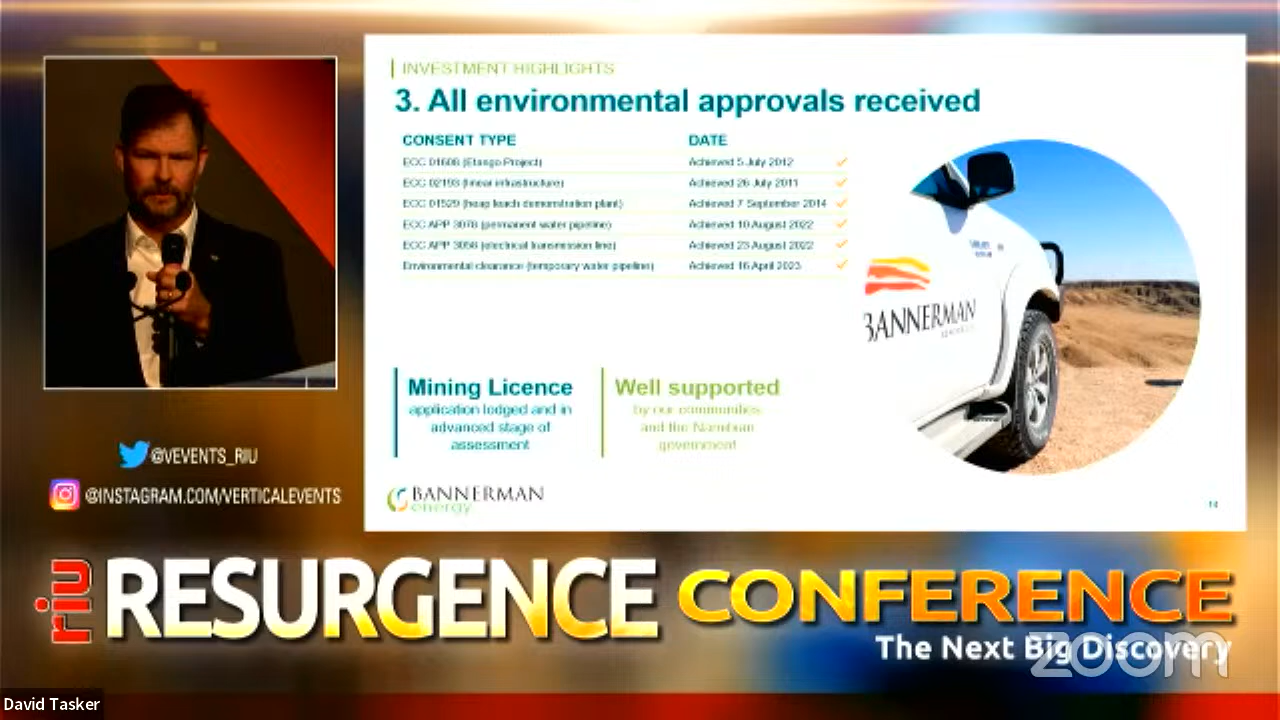 INVESTMENT HIGHLIGHTS
3. All environmental approvals received
CONSENT TYPE DATE
ECC 01608 (Etango Project) Achieved 5 July 2012
ECC 02193 (linear infrastructure) Achieved 26 July 2011
ECC 01529 (heap leach demonstration plant) Achieved 7 September 2014
ECC APP 3078 (permanent water pipeline) Achieved 10 August 2022
ECC APP 3098 (electrical transmission line) Achieved 23 August 2022
Environmental clearance (temporary water pipeline) Achieved 16 April 2023
BANNERMAN
Mining Licence
application lodged and in
advanced stage of
assessment
Well supported
by our communities
and the Namibian
government
BANNERMAN
energy
@VEVENTS_RIU
@INSTAGRAM.COM/VERTICALEVENTS
riu RESURGENCE CONFERENCE
The Next Big Discovery
zoom
David Tasker